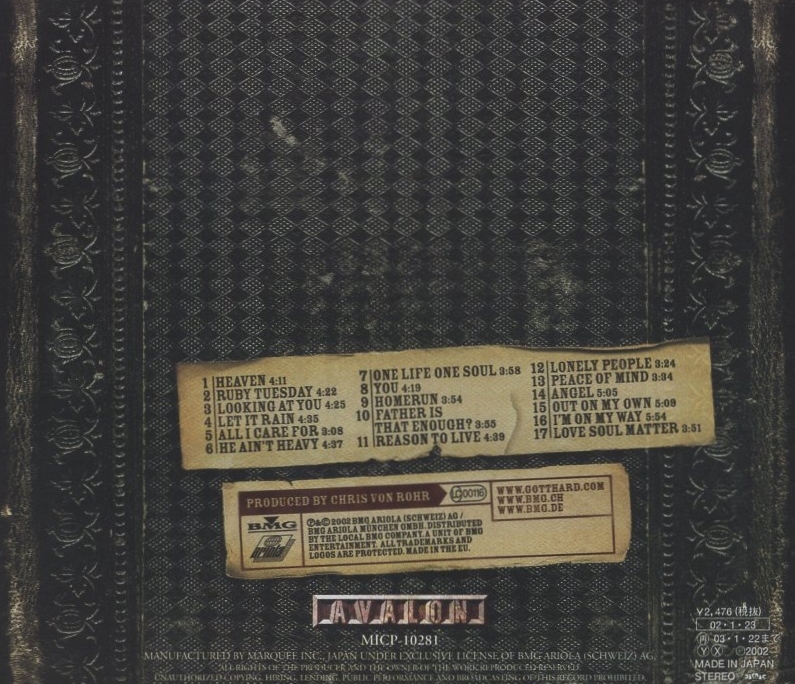 1 HEAVEN 4:11
2 RUBY TUESDAY 4:22
3 LOOKING AT YOU 4:25
4 LET IT RAIN 4:35
5 ALL I CARE FOR 3:08
6 HE AIN'T HEAVY 4:37
7 ONE LIFE ONE SOUL 3:58
8 YOU 4:19
9 HOMERUN 3:54
10 FATHER IS
THAT ENOUGH? 3:55
11 REASON TO LIVE 4:39
12 LONELY PEOPLE 3:24
13 PEACE OF MIND 3:34
14 ANGEL 5:05
15 OUT ON MY OWN 5:09
16 I'M ON MY WAY 5:54
17 LOVE SOUL MATTER 3:51
PRODUCED BY CHRIS VON ROHR
LC 00116
WWW.GOTTHARD.COM
WWW.BMG.CH
WWW.BMG.DE
BMG
ARIOLA
℗&© 2002 BMG ARIOLA (SCHWEIZ) AG /
BMG ARIOLA MUNCHEN GMBH. DISTRIBUTED
BY THE LOCAL BMG COMPANY. A UNIT OF BMG
ENTERTAINMENT. ALL TRADEMARKS AND
LOGOS ARE PROTECTED. MADE IN THE EU.
AVALON
MICP-10281
MANUFACTURED BY MARQUEE INC., JAPAN UNDER EXCLUSIVE LICENSE OF BMG ARIOLA (SCHWEIZ) AG,
ALL RIGHTS OF THE PRODUCER AND THE OWNER OF THE WORK REPRODUCED RESERVED.
UNAUTHORIZED COPYING, HIRING, LENDING, PUBLIC PERFORMANCE AND BROADCASTING OF THIS RECORD PROHIBITED.
¥2,476 (税抜)
02・1・23
再 03・1・22まで
Ⓨ Ⓧ ℗2002
MADE IN JAPAN
STEREO